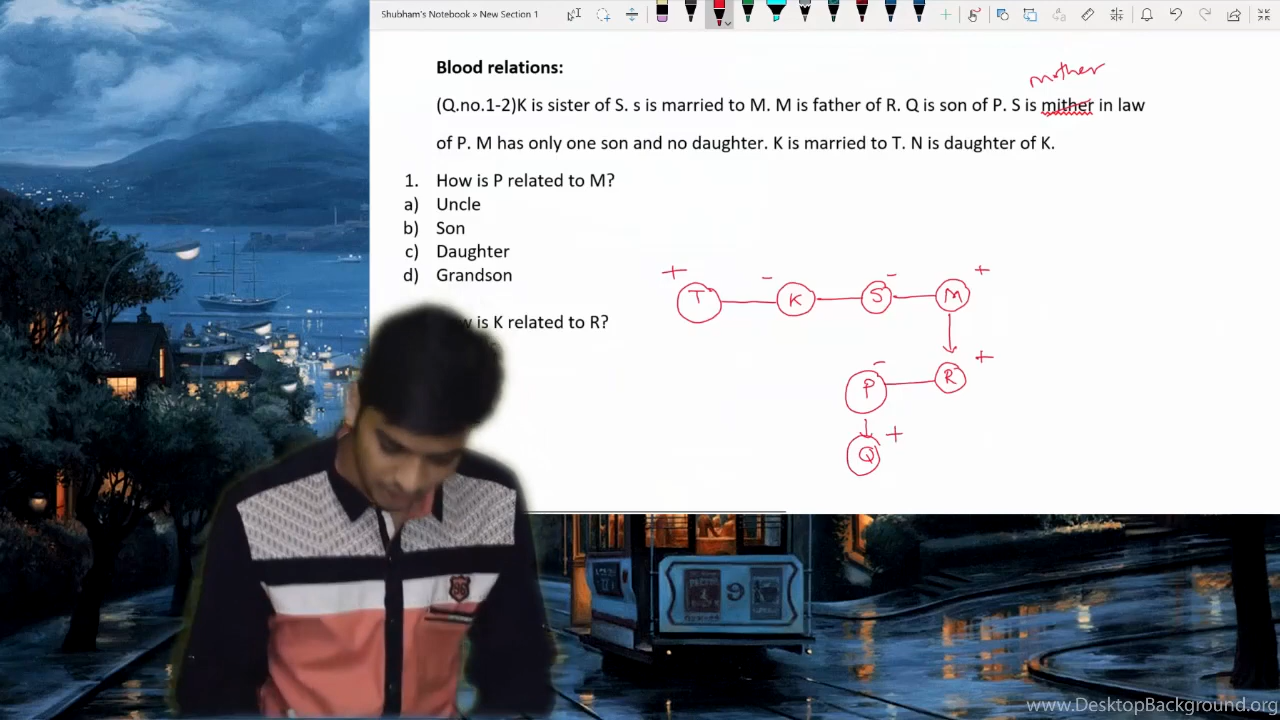 Shubham's Notebook » New Section 1
Blood relations:
mother
(Q.no.1-2)K is sister of S. s is married to M. M is father of R. Q is son of P. S is mither in law
of P. M has only one son and no daughter. K is married to T. N is daughter of K.
1. How is P related to M?
a) Uncle
b) Son
c) Daughter
d) Grandson
is K related to R?
+ - - +
T K S M
- +
P R
+
Q
9
www.DesktopBackground.org